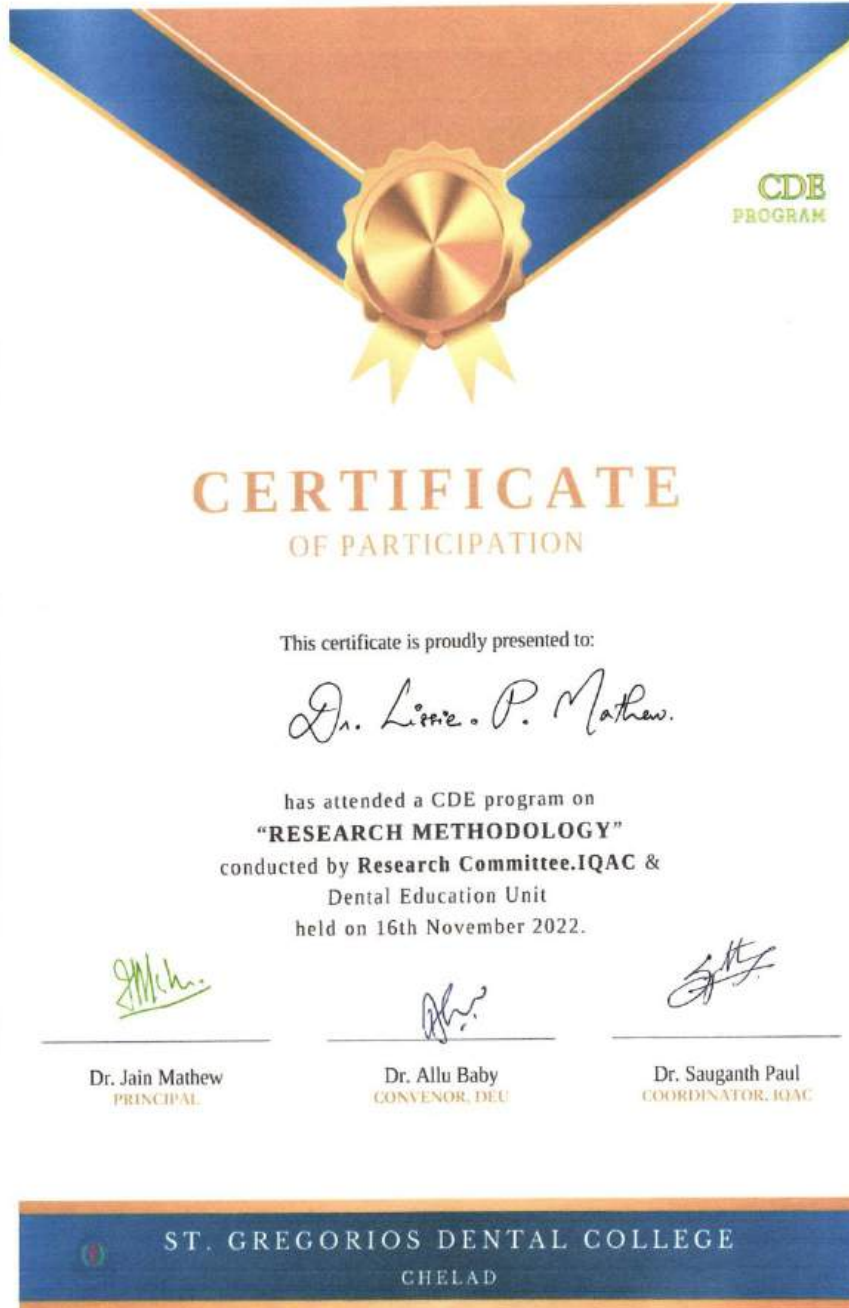 CDE
PROGRAM
CERTIFICATE
OF PARTICIPATION
This certificate is proudly presented to:
Dr. Lissie. P. Mathew.
has attended a CDE program on
“RESEARCH METHODOLOGY”
conducted by Research Committee.IQAC &
Dental Education Unit
held on 16th November 2022.
Dr. Jain Mathew
PRINCIPAL
Dr. Allu Baby
CONVENOR, DEU
Dr. Sauganth Paul
COORDINATOR, IQAC
ST. GREGORIOS DENTAL COLLEGE
CHELAD